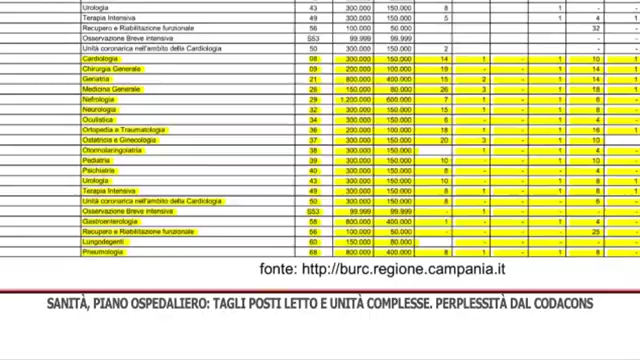 Urologia 43 300.000 150.000 8 1 - 1
Terapia Intensiva 49 300.000 150.000 5 1 4 1
Recupero e Riabilitazione funzionale 56 100.000 50.000 32
Osservazione Breve intensiva S53 99.999 99.999
Unità coronarica nell'ambito della Cardiologia 50 300.000 150.000 2
Cardiologia 08 300.000 150.000 14 1 - 1 10 1
Chirurgia Generale 09 200.000 100.000 19 - - 1 14 1
Geriatria 21 800.000 400.000 15 2 - 1 14 1
Medicina Generale 26 150.000 80.000 26 3 - 1 18 1
Nefrologia 29 1.200.000 600.000 7 1 - 1 8 -
Neurologia 32 300.000 150.000 15 1 - 1 8 -
Oculistica 34 300.000 150.000 6 - - 1 4 -
Ortopedia e Traumatologia 36 200.000 100.000 18 1 - 1 16 1
Ostetricia e Ginecologia 37 300.000 150.000 20 3 - 1 10
Otorinolaringoiatria 38 300.000 1 - 1 4 -
Pediatria 39 300.000 150.000 10 - - 1 10 -
Psichiatria 40 300.000 150.000 8 - - - 4 -
Urologia 43 300.000 150.000 10 - - 1 8 1
Terapia Intensiva 49 300.000 150.000 8 1 - 1 8 1
Unità coronarica nell'ambito della Cardiologia 50 300.000 150.000 8 - - - 6 -
Osservazione Breve intensiva S53 99.999 99.999 - 1 - - -
Gastroenterologia 58 800.000 400.000 - 1 - 1 4 -
Recupero e Riabilitazione funzionale 56 100.000 50.000 - - - - 25 -
Lungodegenti 60 150.000 80.000 - - - - - -
Pneumologia 68 800.000 400.000 8 1 - 1 8 1
fonte: http://burc.regione.campania.it
SANITÀ, PIANO OSPEDALIERO: TAGLI POSTI LETTO E UNITÀ COMPLESSE. PERPLESSITÀ DAL CODACONS